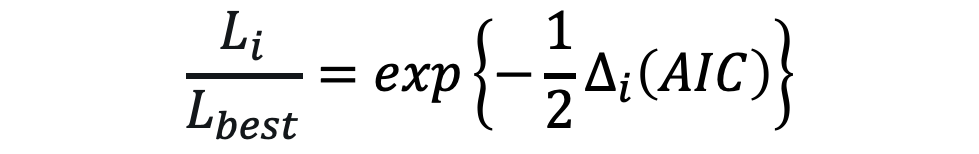 L_i / L_best = exp{−1/2 Δ_i(AIC)}